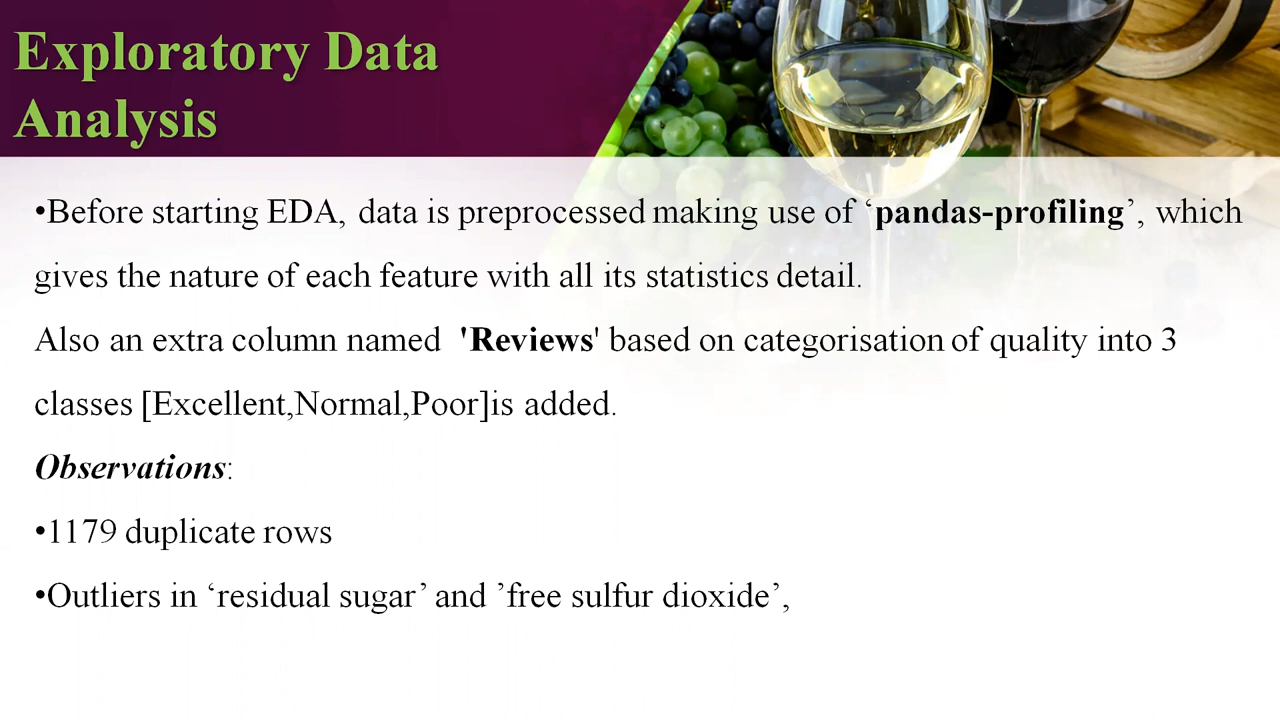 Exploratory Data
Analysis
•Before starting EDA, data is preprocessed making use of ‘pandas-profiling’, which
gives the nature of each feature with all its statistics detail.
Also an extra column named 'Reviews' based on categorisation of quality into 3
classes [Excellent,Normal,Poor]is added.
Observations:
•1179 duplicate rows
•Outliers in ‘residual sugar’ and ’free sulfur dioxide’,